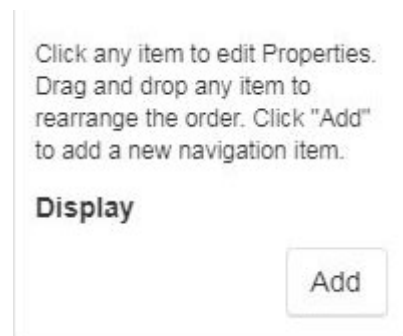 Click any item to edit Properties.
Drag and drop any item to
rearrange the order. Click "Add"
to add a new navigation item.
Display
Add